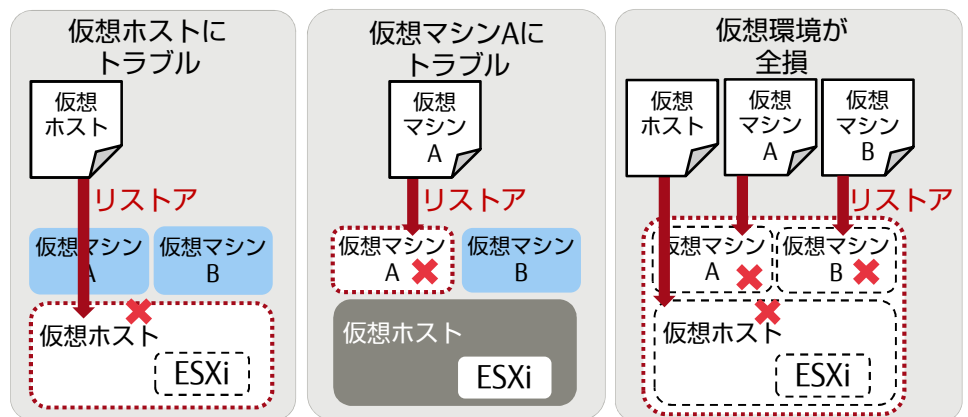 仮想ホストに
トラブル
仮想
ホスト
リストア
仮想マシン
A
仮想マシン
B
仮想ホスト
ESXi
仮想マシンAに
トラブル
仮想
マシン
A
リストア
仮想マシン
A
仮想マシン
B
仮想ホスト
ESXi
仮想環境が
全損
仮想
ホスト
仮想
マシン
A
仮想
マシン
B
リストア
仮想マシン
A
仮想マシン
B
仮想ホスト
ESXi